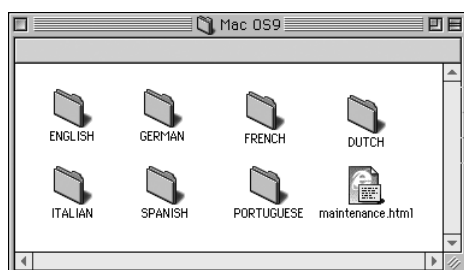 Mac OS9
ENGLISH GERMAN FRENCH DUTCH
ITALIAN SPANISH PORTUGUESE maintenance.html